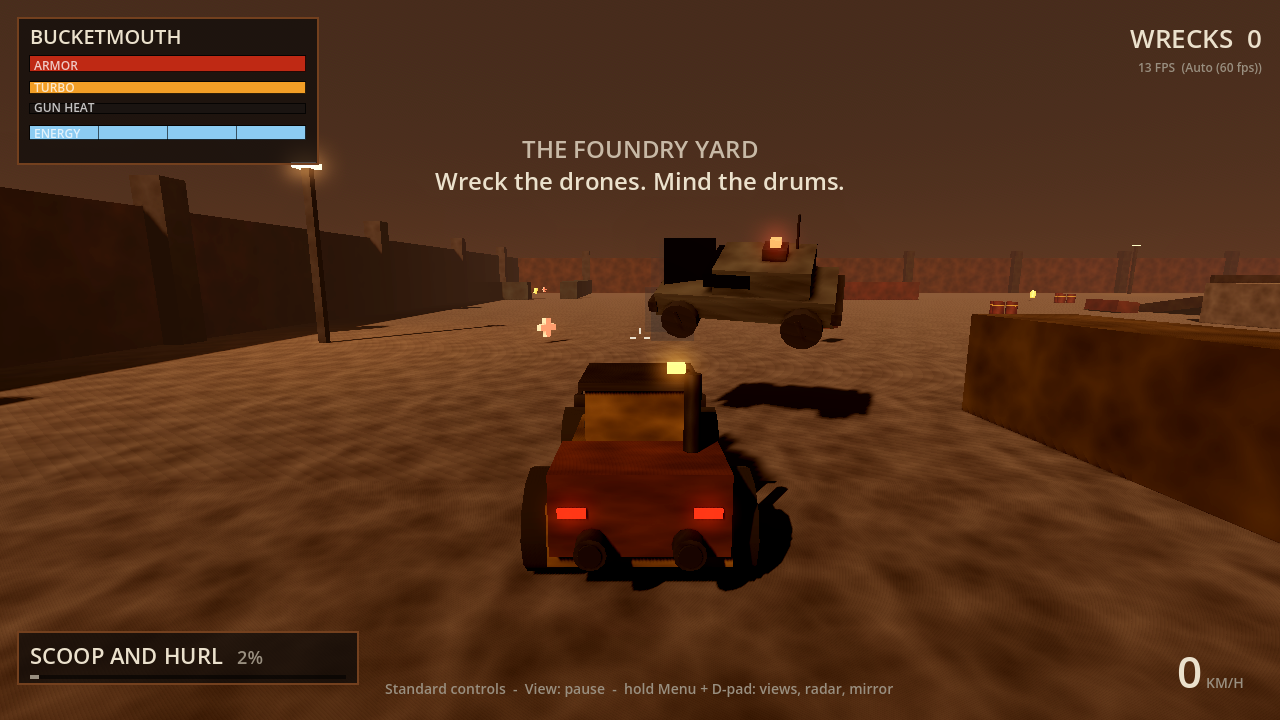 BUCKETMOUTH
ARMOR
TURBO
GUN HEAT
ENERGY
WRECKS 0
13 FPS (Auto (60 fps))
THE FOUNDRY YARD
Wreck the drones. Mind the drums.
SCOOP AND HURL 2%
Standard controls - View: pause - hold Menu + D-pad: views, radar, mirror
0 KM/H